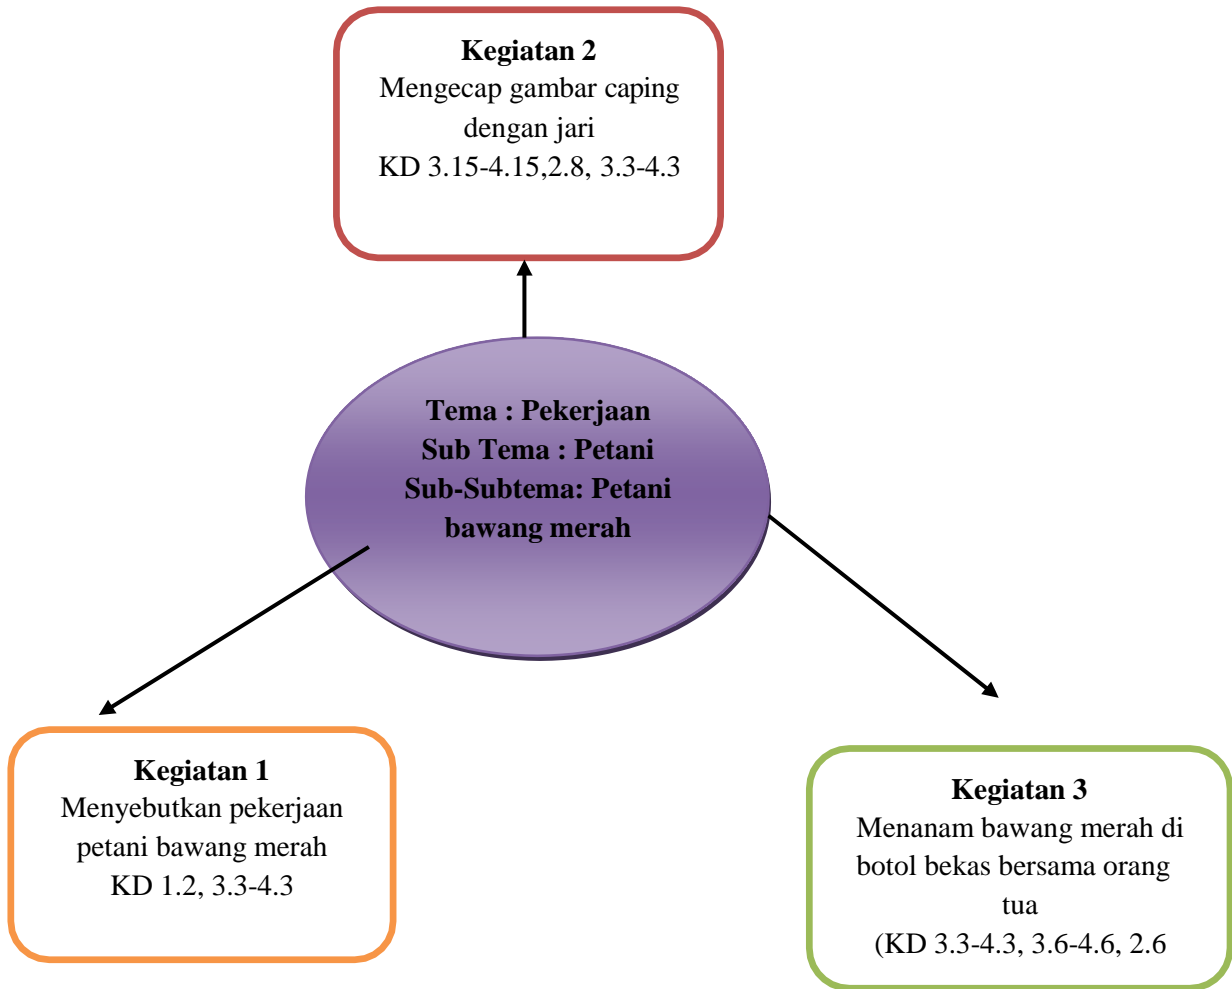 Kegiatan 2
Mengecap gambar caping
dengan jari
KD 3.15-4.15,2.8, 3.3-4.3
Tema : Pekerjaan
Sub Tema : Petani
Sub-Subtema: Petani
bawang merah
Kegiatan 1
Menyebutkan pekerjaan
petani bawang merah
KD 1.2, 3.3-4.3
Kegiatan 3
Menanam bawang merah di
botol bekas bersama orang
tua
(KD 3.3-4.3, 3.6-4.6, 2.6